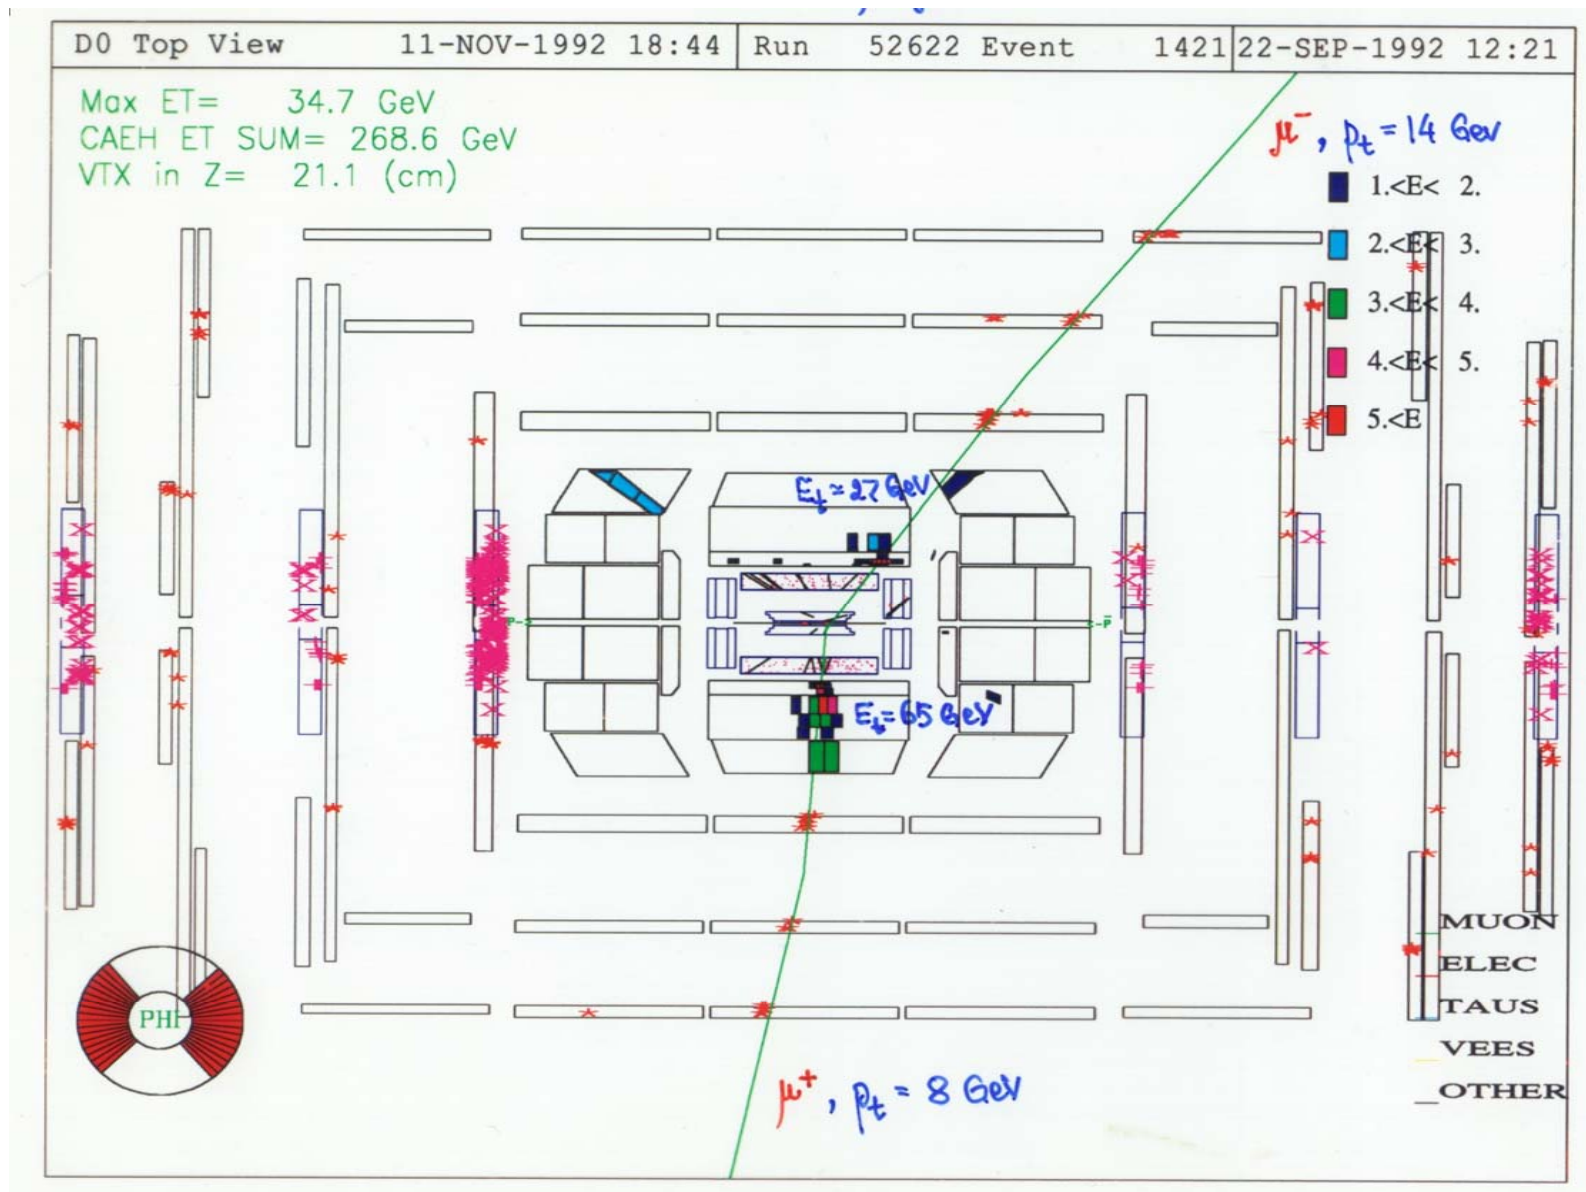 D0 Top View 11-NOV-1992 18:44 Run 52622 Event 1421 22-SEP-1992 12:21
Max ET= 34.7 GeV
CAEH ET SUM= 268.6 GeV
VTX in Z= 21.1 (cm)
μ⁻, pₜ = 14 GeV
1.<E< 2.
2.<E< 3.
3.<E< 4.
4.<E< 5.
5.<E
Eₜ ≈ 27 GeV
P
P̄
Eₜ = 65 GeV
MUON
ELEC
TAUS
VEES
OTHER
PHI
μ⁺, pₜ = 8 GeV